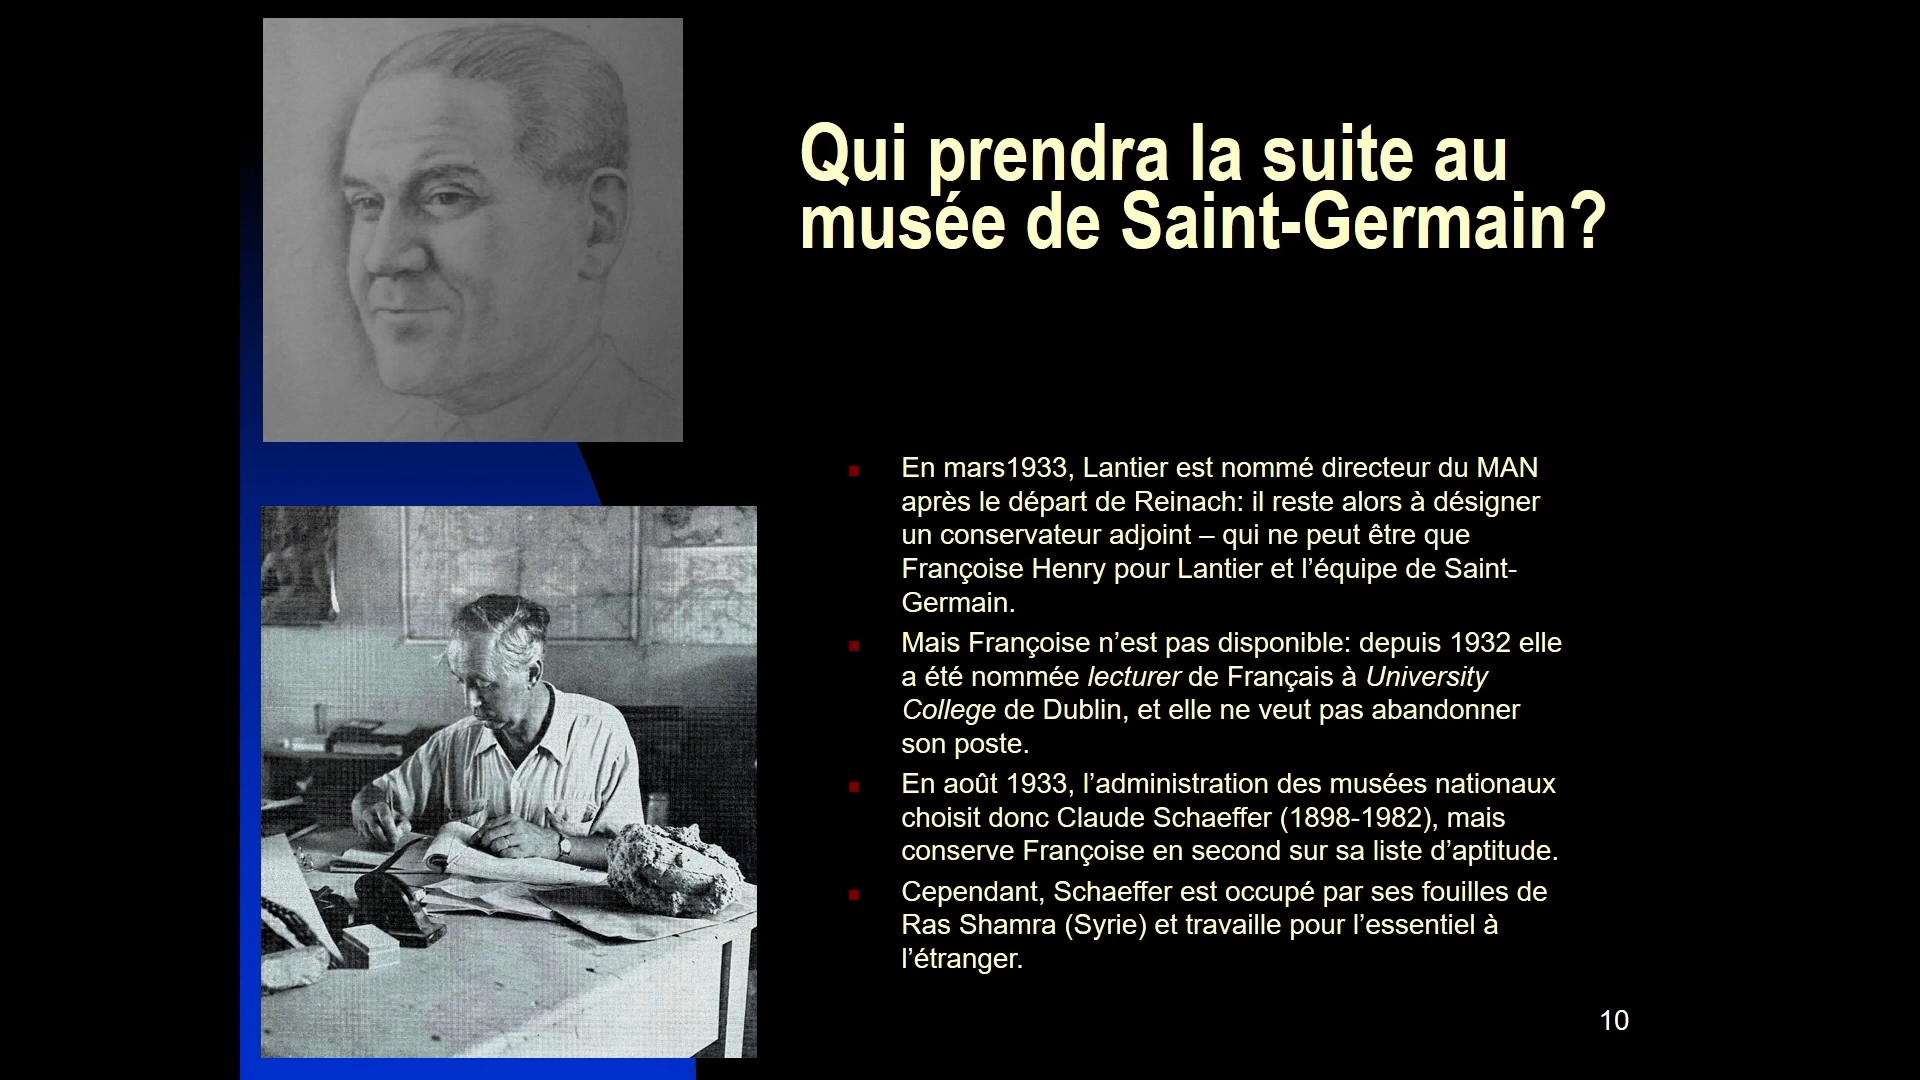 Qui prendra la suite au
musée de Saint-Germain?
En mars1933, Lantier est nommé directeur du MAN
après le départ de Reinach: il reste alors à désigner
un conservateur adjoint – qui ne peut être que
Françoise Henry pour Lantier et l’équipe de Saint-
Germain.
Mais Françoise n’est pas disponible: depuis 1932 elle
a été nommée lecturer de Français à University
College de Dublin, et elle ne veut pas abandonner
son poste.
En août 1933, l’administration des musées nationaux
choisit donc Claude Schaeffer (1898-1982), mais
conserve Françoise en second sur sa liste d’aptitude.
Cependant, Schaeffer est occupé par ses fouilles de
Ras Shamra (Syrie) et travaille pour l’essentiel à
l’étranger.
10